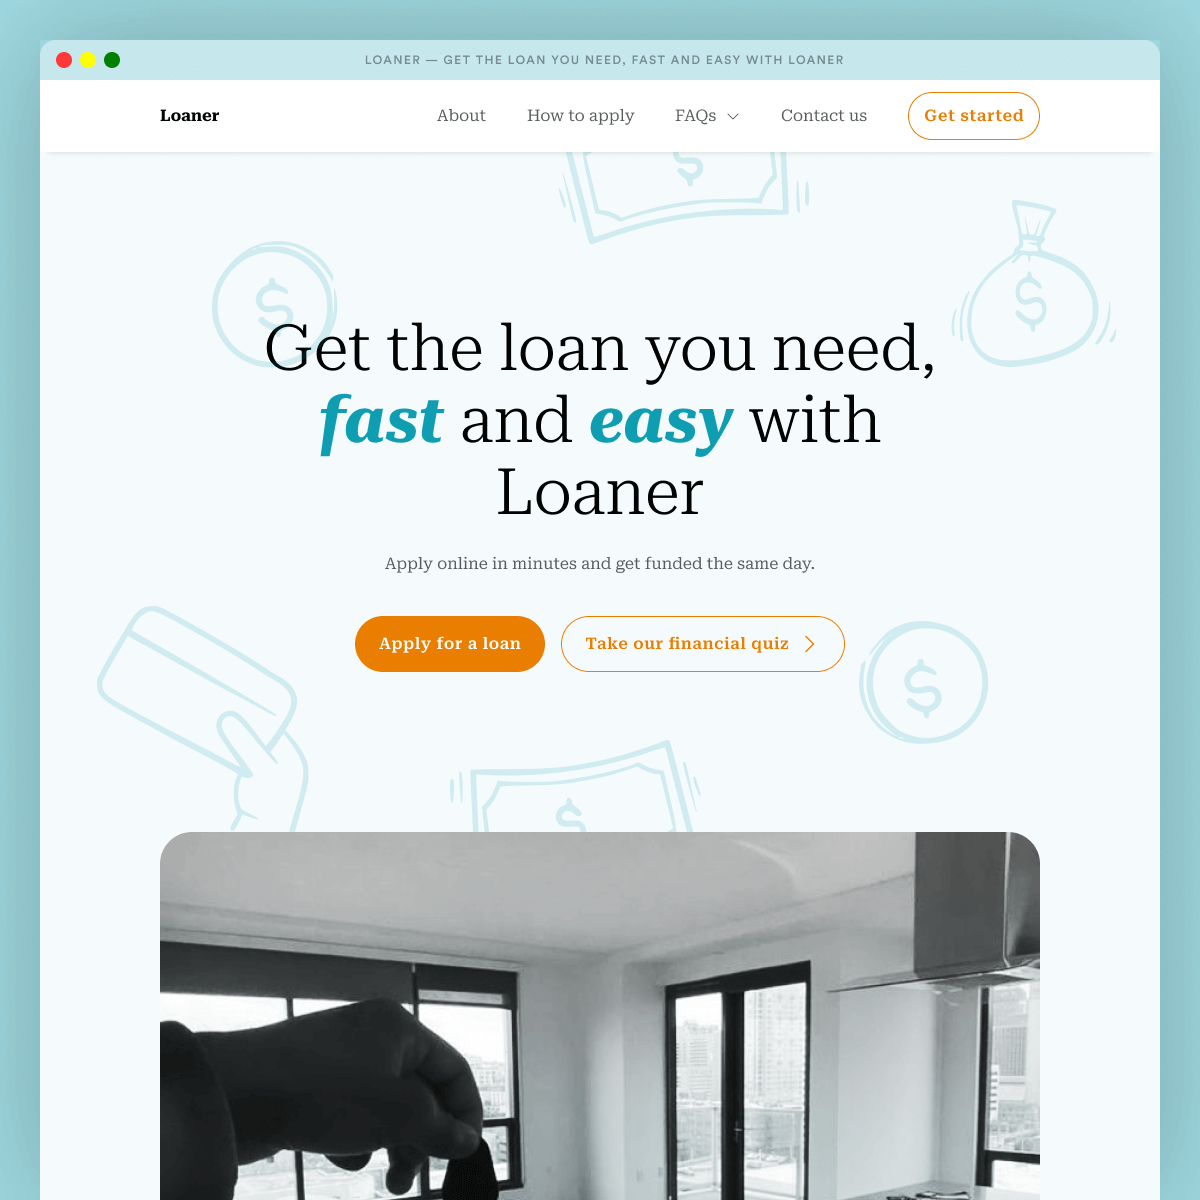 LOANER — GET THE LOAN YOU NEED, FAST AND EASY WITH LOANER
Loaner
About
How to apply
FAQs
Contact us
Get started
$
$
$
Get the loan you need,
fast and easy with
Loaner
Apply online in minutes and get funded the same day.
Apply for a loan
Take our financial quiz
$
$